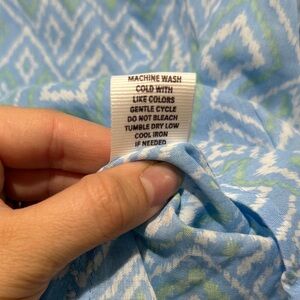 MACHINE WASH
COLD WITH
LIKE COLORS
GENTLE CYCLE
DO NOT BLEACH
TUMBLE DRY LOW
COOL IRON
IF NEEDED